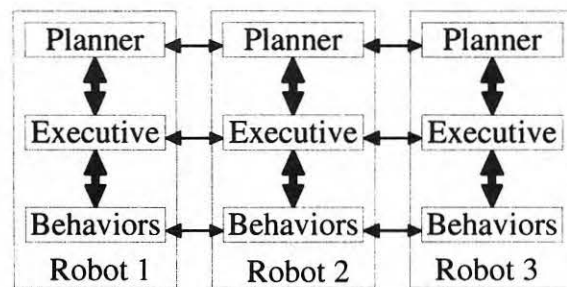 Planner Planner Planner
Executive Executive Executive
Behaviors Behaviors Behaviors
Robot 1 Robot 2 Robot 3